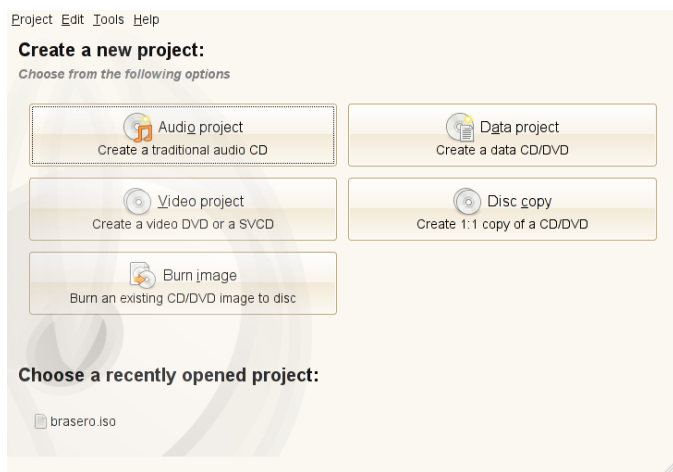 Project Edit Tools Help
Create a new project:
Choose from the following options
Audio project
Create a traditional audio CD
Data project
Create a data CD/DVD
Video project
Create a video DVD or a SVCD
Disc copy
Create 1:1 copy of a CD/DVD
Burn image
Burn an existing CD/DVD image to disc
Choose a recently opened project:
brasero.iso